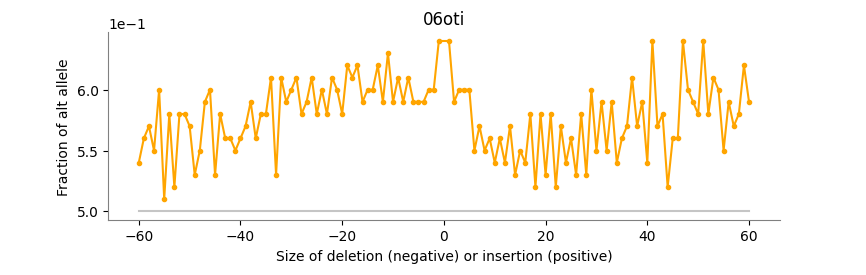 06oti
1e−1
6.0
5.5
5.0
Fraction of alt allele
−60 −40 −20 0 20 40 60
Size of deletion (negative) or insertion (positive)